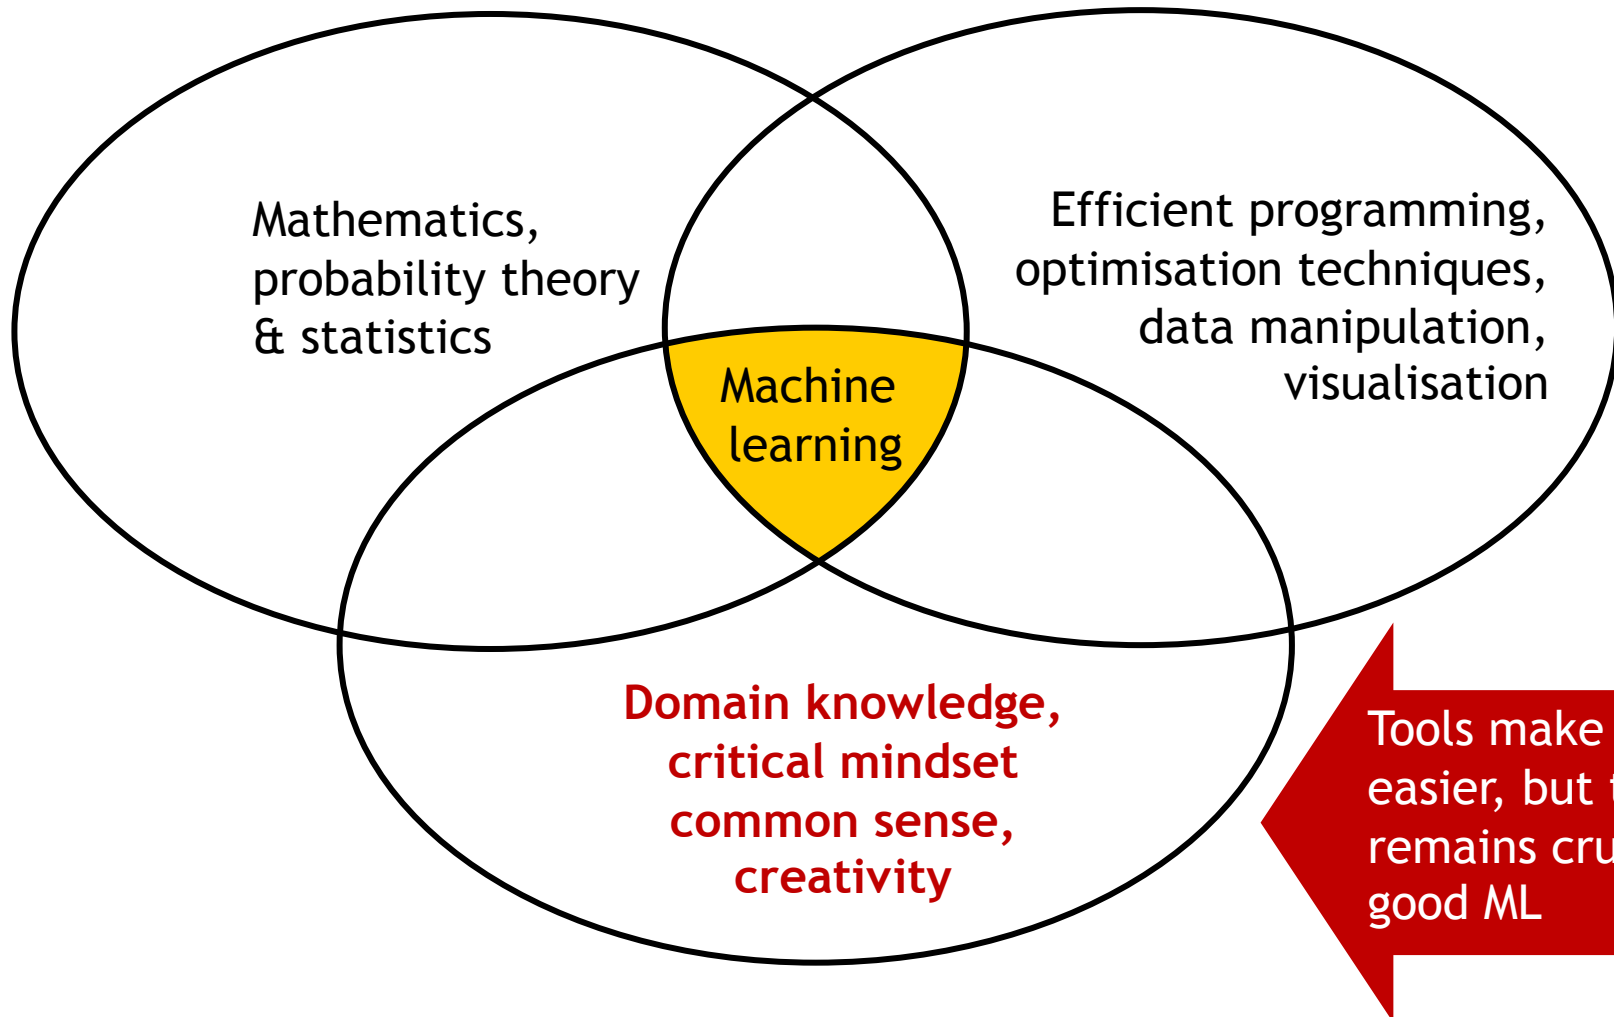 Mathematics,
probability theory
& statistics
Efficient programming,
optimisation techniques,
data manipulation,
visualisation
Machine
learning
Domain knowledge,
critical mindset
common sense,
creativity
Tools make
easier, but
remains
good ML